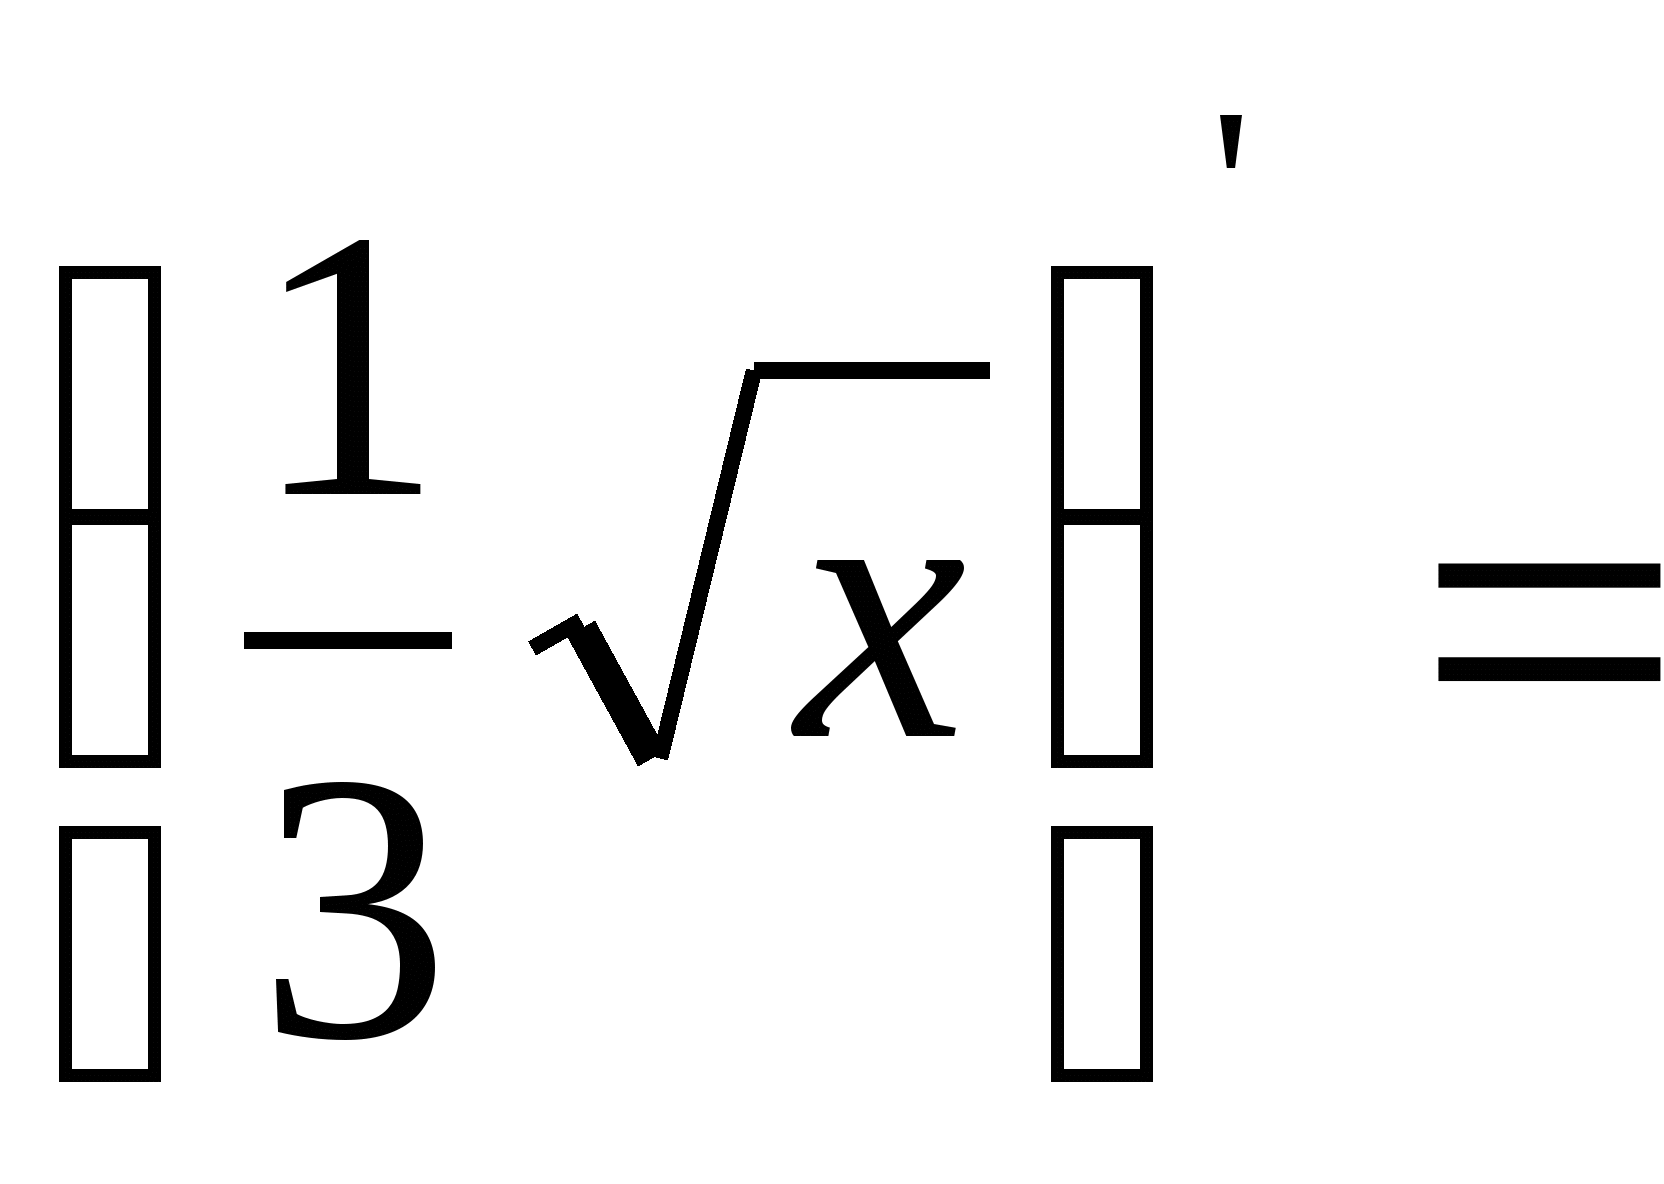 (1/3 √x)' =